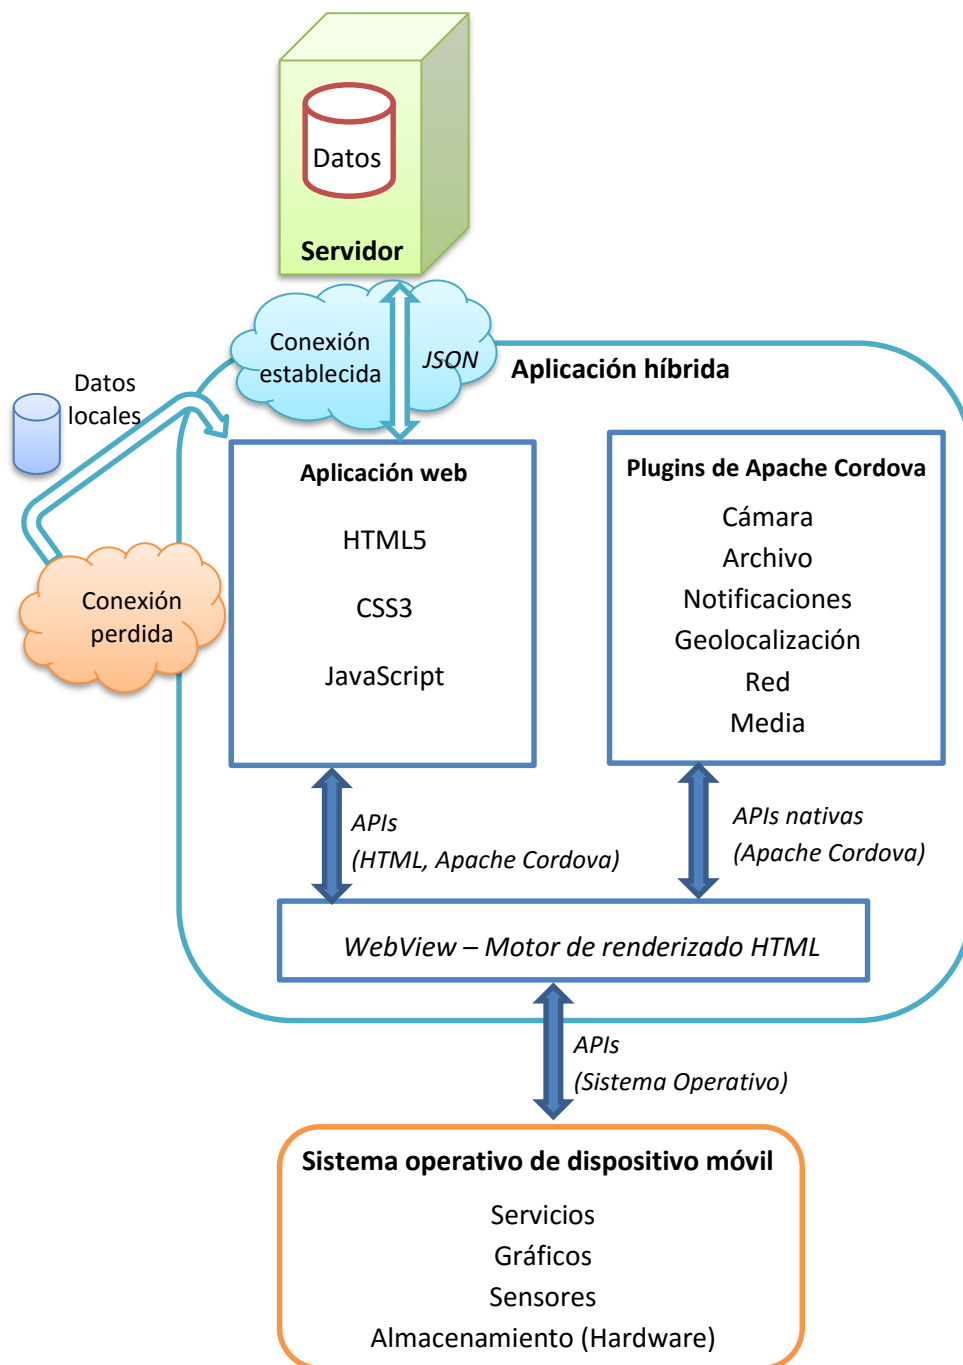 Datos
Servidor
Conexión
establecida
JSON
Aplicación híbrida
Datos
locales
Conexión
perdida
Aplicación web
HTML5
CSS3
JavaScript
Plugins de Apache Cordova
Cámara
Archivo
Notificaciones
Geolocalización
Red
Media
APIs
(HTML, Apache Cordova)
APIs nativas
(Apache Cordova)
WebView – Motor de renderizado HTML
APIs
(Sistema Operativo)
Sistema operativo de dispositivo móvil
Servicios
Gráficos
Sensores
Almacenamiento (Hardware)